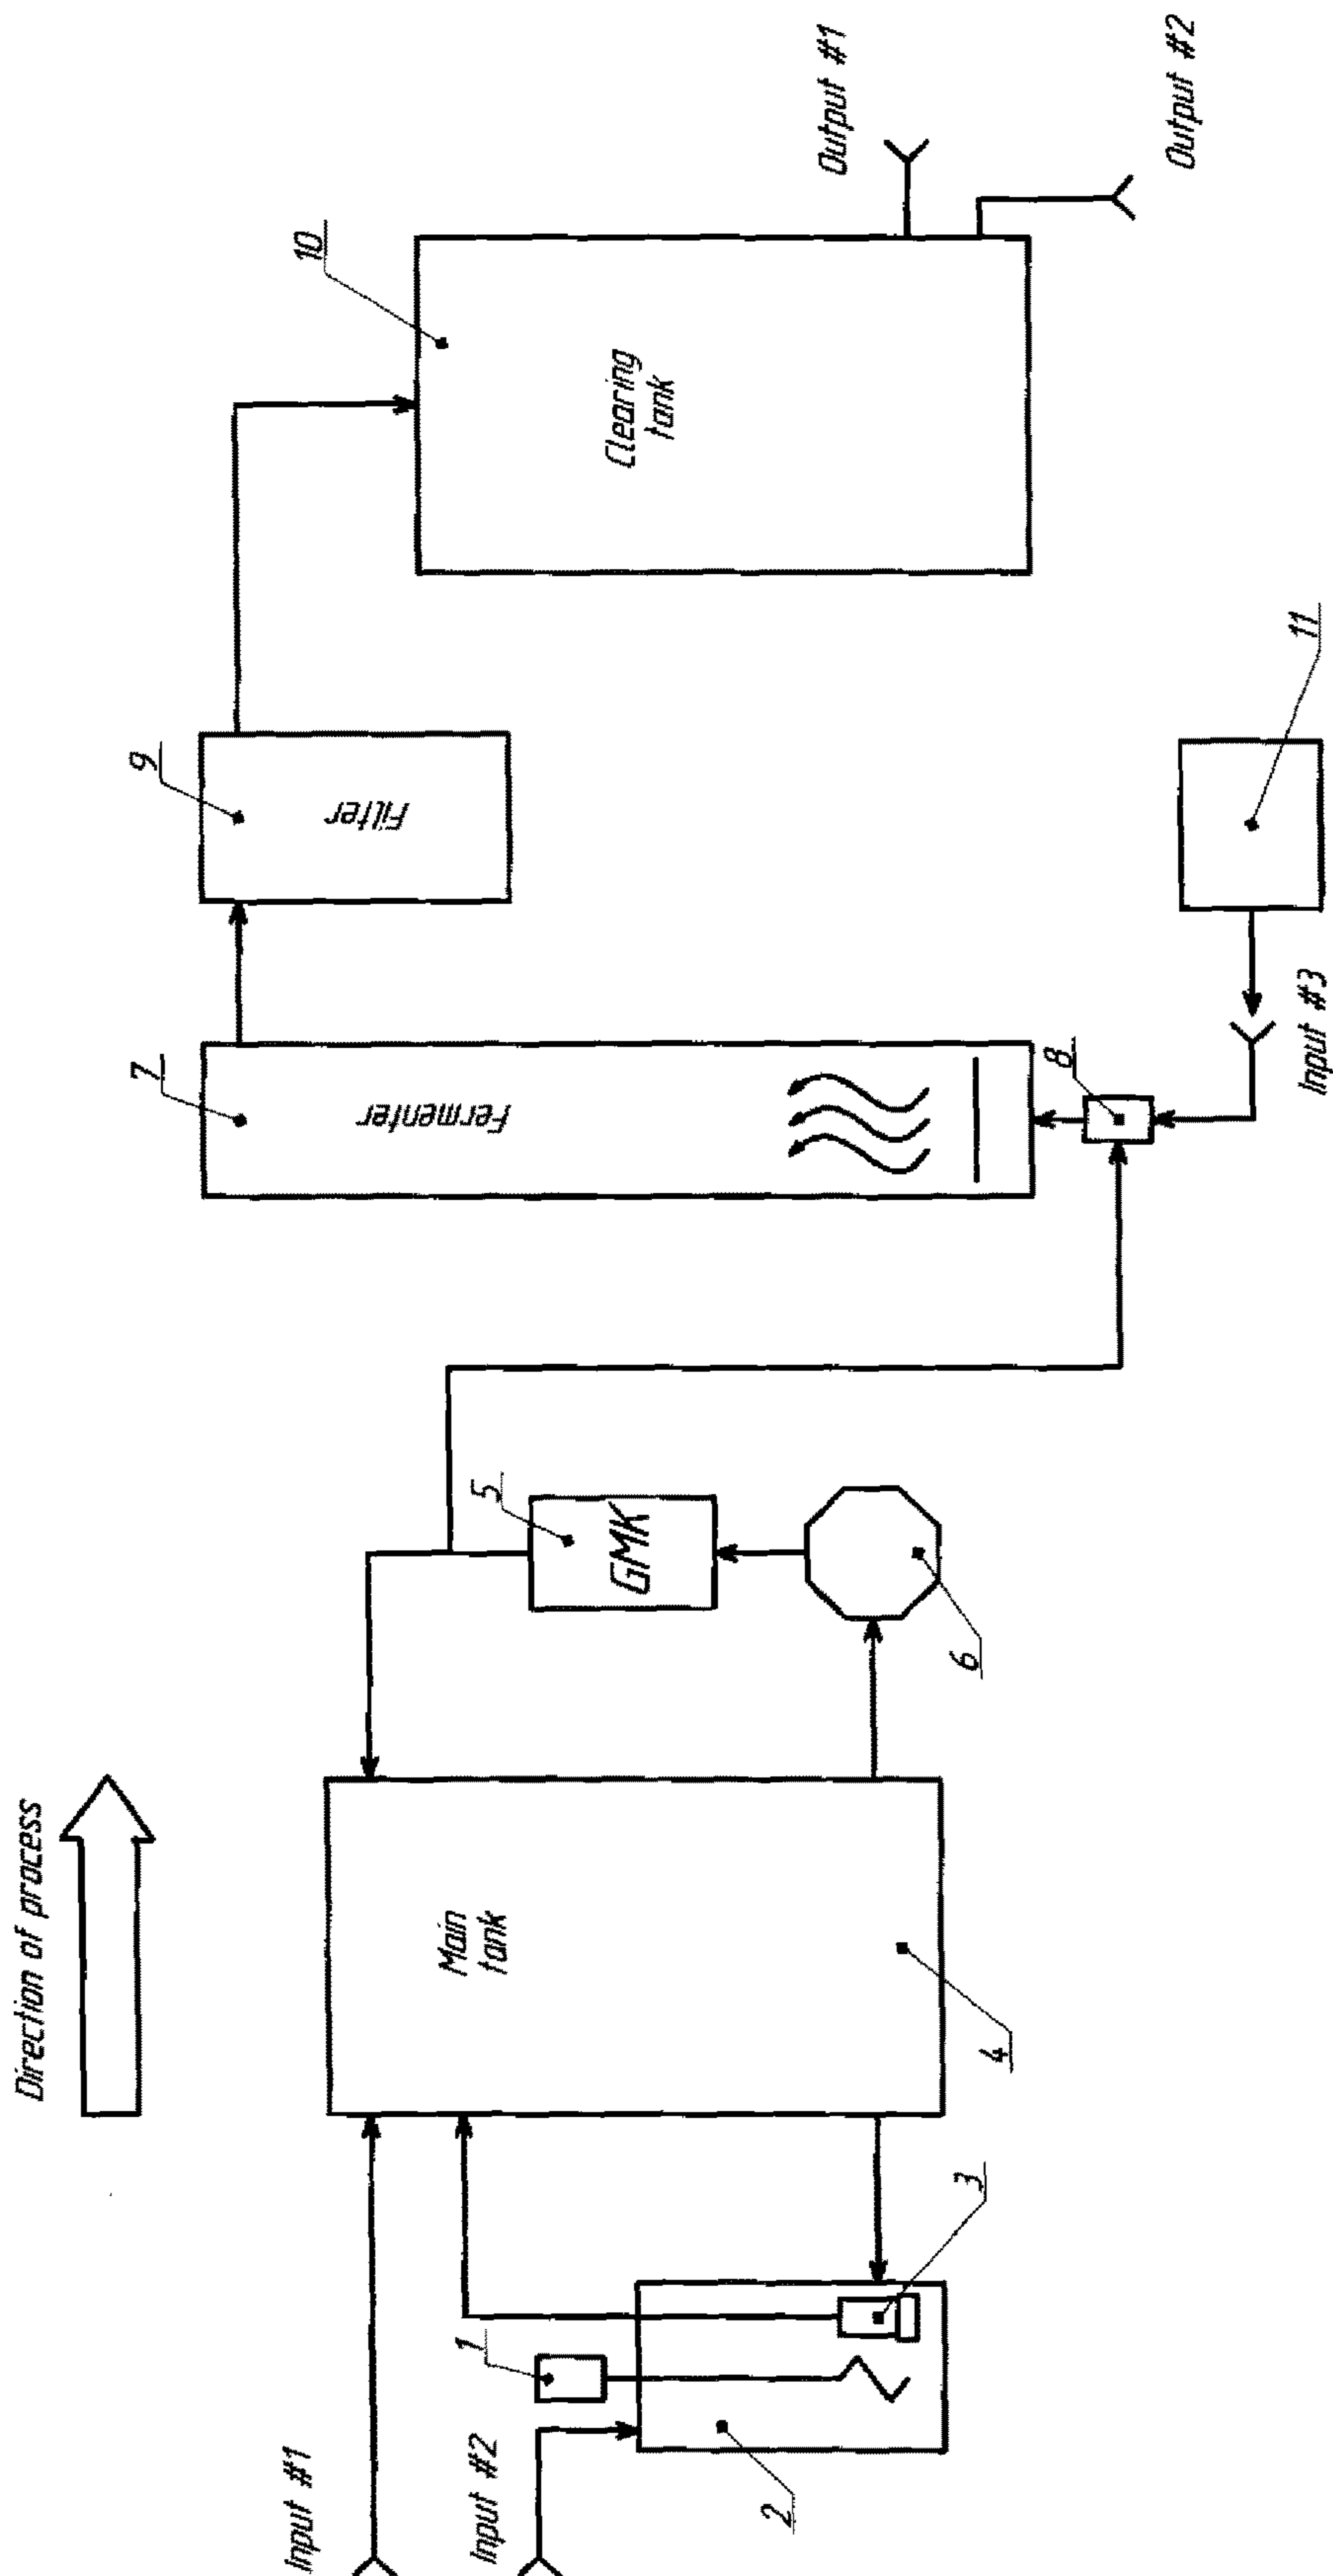 Direction of process
Input #1
Input #2
1
2
3
Main
tank
4
5
GMK
6
7
Fermenter
8
Input #3
9
Filter
10
Clearing
tank
11
Output #1
Output #2